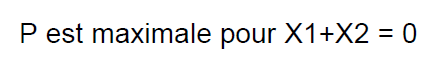 P est maximale pour X1+X2 = 0